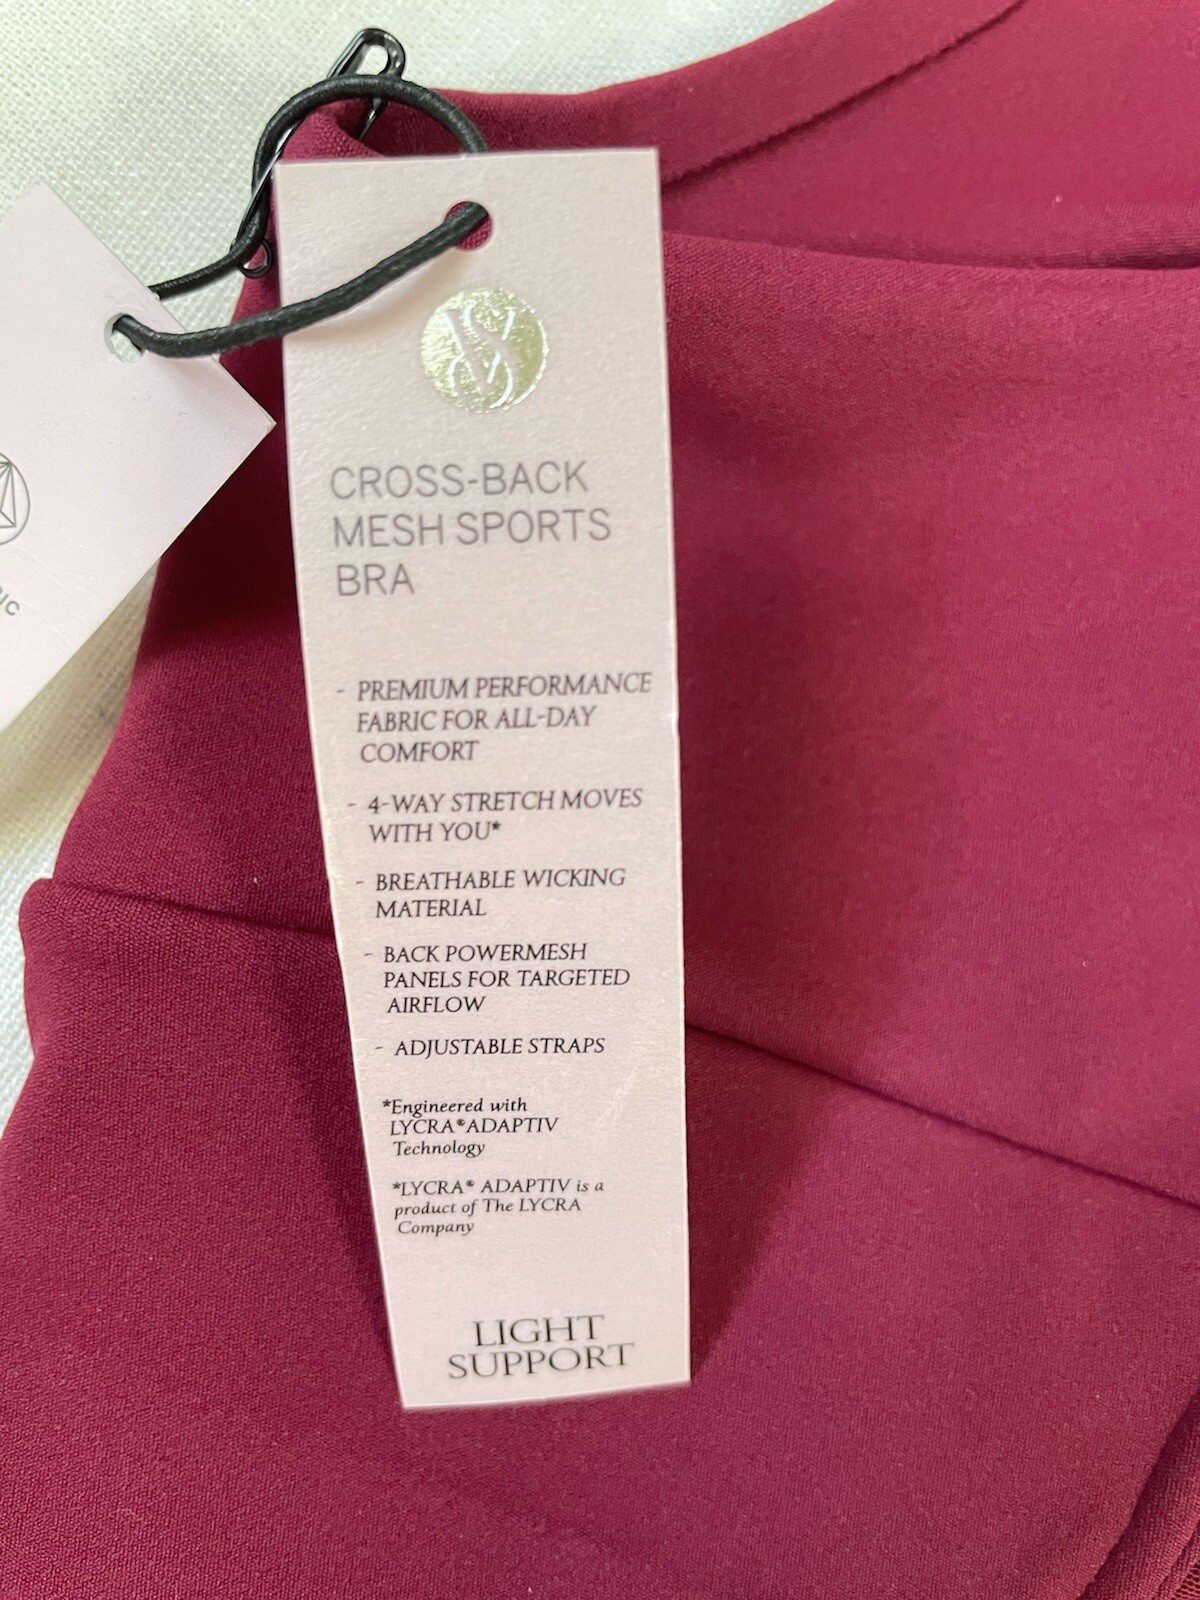 VS
CROSS-BACK
MESH SPORTS
BRA
- PREMIUM PERFORMANCE
FABRIC FOR ALL-DAY
COMFORT
- 4-WAY STRETCH MOVES
WITH YOU*
- BREATHABLE WICKING
MATERIAL
- BACK POWERMESH
PANELS FOR TARGETED
AIRFLOW
- ADJUSTABLE STRAPS
*Engineered with
LYCRA® ADAPTIV
Technology
*LYCRA® ADAPTIV is a
product of The LYCRA
Company
LIGHT
SUPPORT